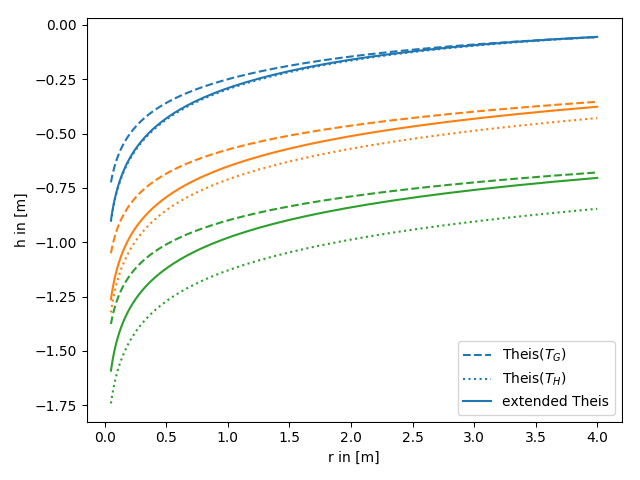 0.00
−0.25
−0.50
−0.75
−1.00
−1.25
−1.50
−1.75
h in [m]
0.0 0.5 1.0 1.5 2.0 2.5 3.0 3.5 4.0
r in [m]
Theis(T_G)
Theis(T_H)
extended Theis